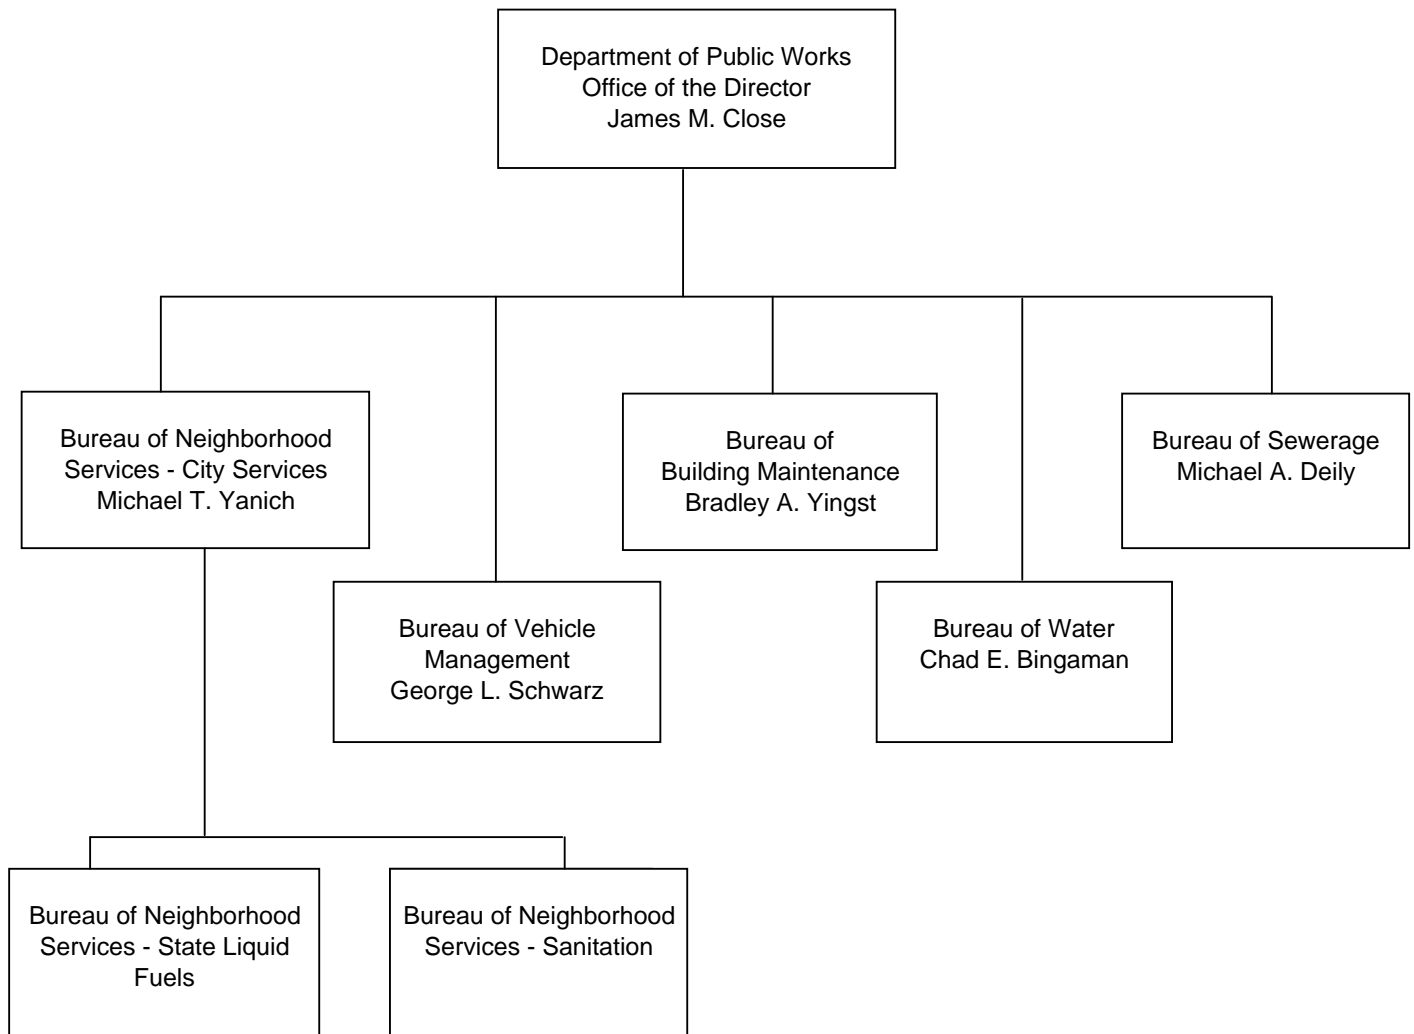 Department of Public Works
Office of the Director
James M. Close
Bureau of Neighborhood
Services - City Services
Michael T. Yanich
Bureau of
Building Maintenance
Bradley A. Yingst
Bureau of Sewerage
Michael A. Deily
Bureau of Vehicle
Management
George L. Schwarz
Bureau of Water
Chad E. Bingaman
Bureau of Neighborhood
Services - State Liquid
Fuels
Bureau of Neighborhood
Services - Sanitation